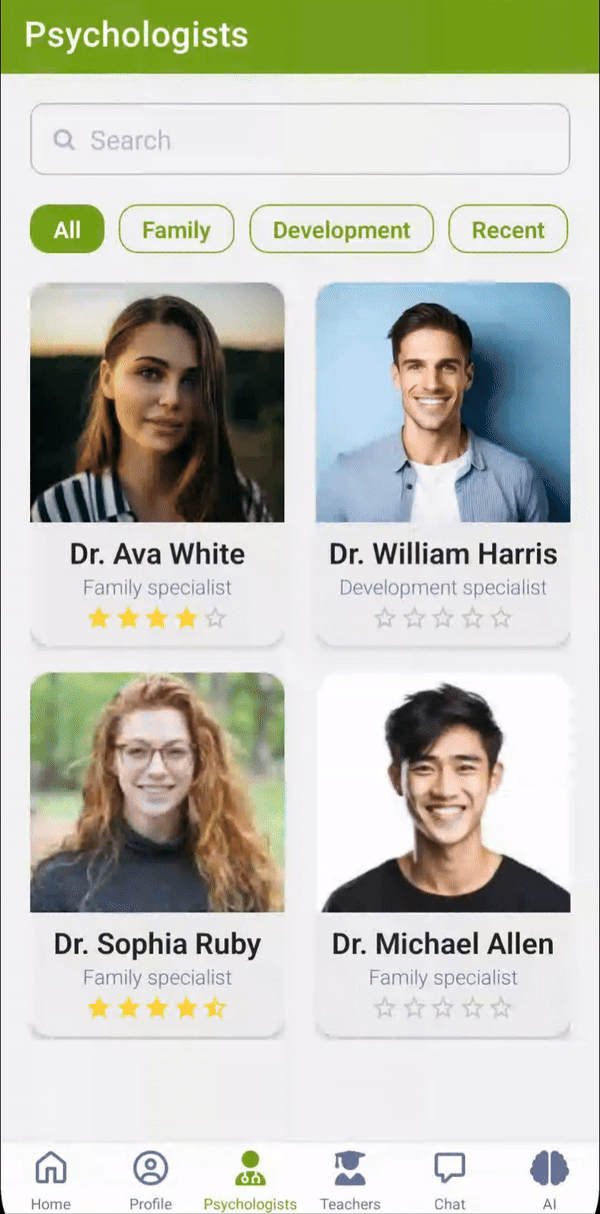 Psychologists
Search
All Family Development Recent
Dr. Ava White
Family specialist
Dr. William Harris
Development specialist
Dr. Sophia Ruby
Family specialist
Dr. Michael Allen
Family specialist
Home Profile Psychologists Teachers Chat AI